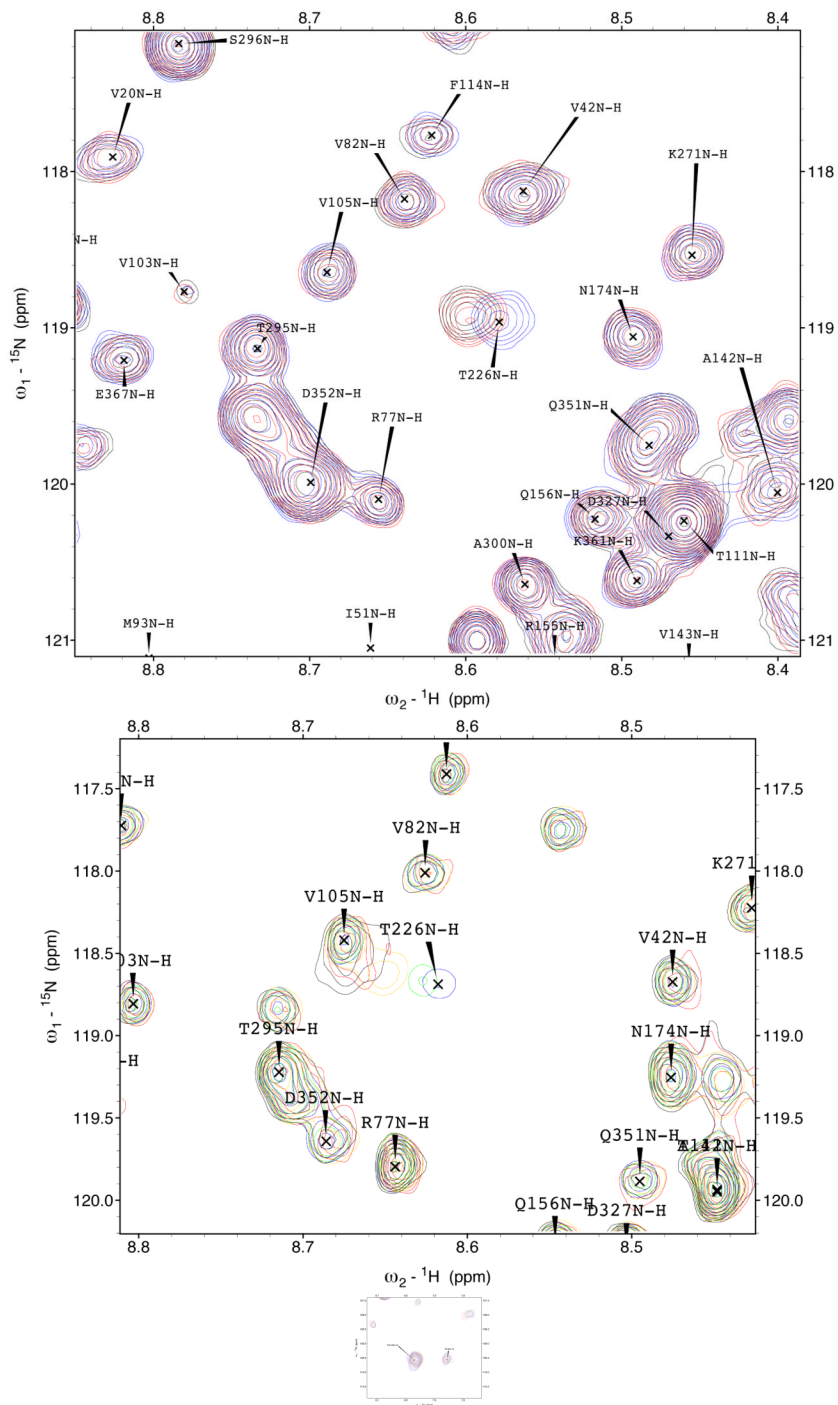 8.8 8.7 8.6 8.5 8.4
S296N-H
V20N-H
F114N-H
V42N-H
V82N-H
K271N-H
118 118
V105N-H
N-H
V103N-H
N174N-H
119 T295N-H 119
A142N-H
T226N-H
E367N-H D352N-H
Q351N-H
R77N-H
120 120
Q156N-H D327N-H
A300N-H K361N-H
T111N-H
M93N-H I51N-H R155N-H V143N-H
121 121
8.8 8.7 8.6 8.5 8.4
ω1 - 15N (ppm)
ω2 - 1H (ppm)
8.8 8.7 8.6 8.5
N-H
117.5 117.5
V82N-H
K271
118.0 118.0
V105N-H
T226N-H
V42N-H
118.5 118.5
03N-H
T295N-H N174N-H
119.0 119.0
-H
D352N-H
R77N-H
119.5 119.5
Q351N-H
Q156N-H D327N-H
120.0 120.0
8.8 8.7 8.6 8.5
ω1 - 15N (ppm)
ω2 - 1H (ppm)